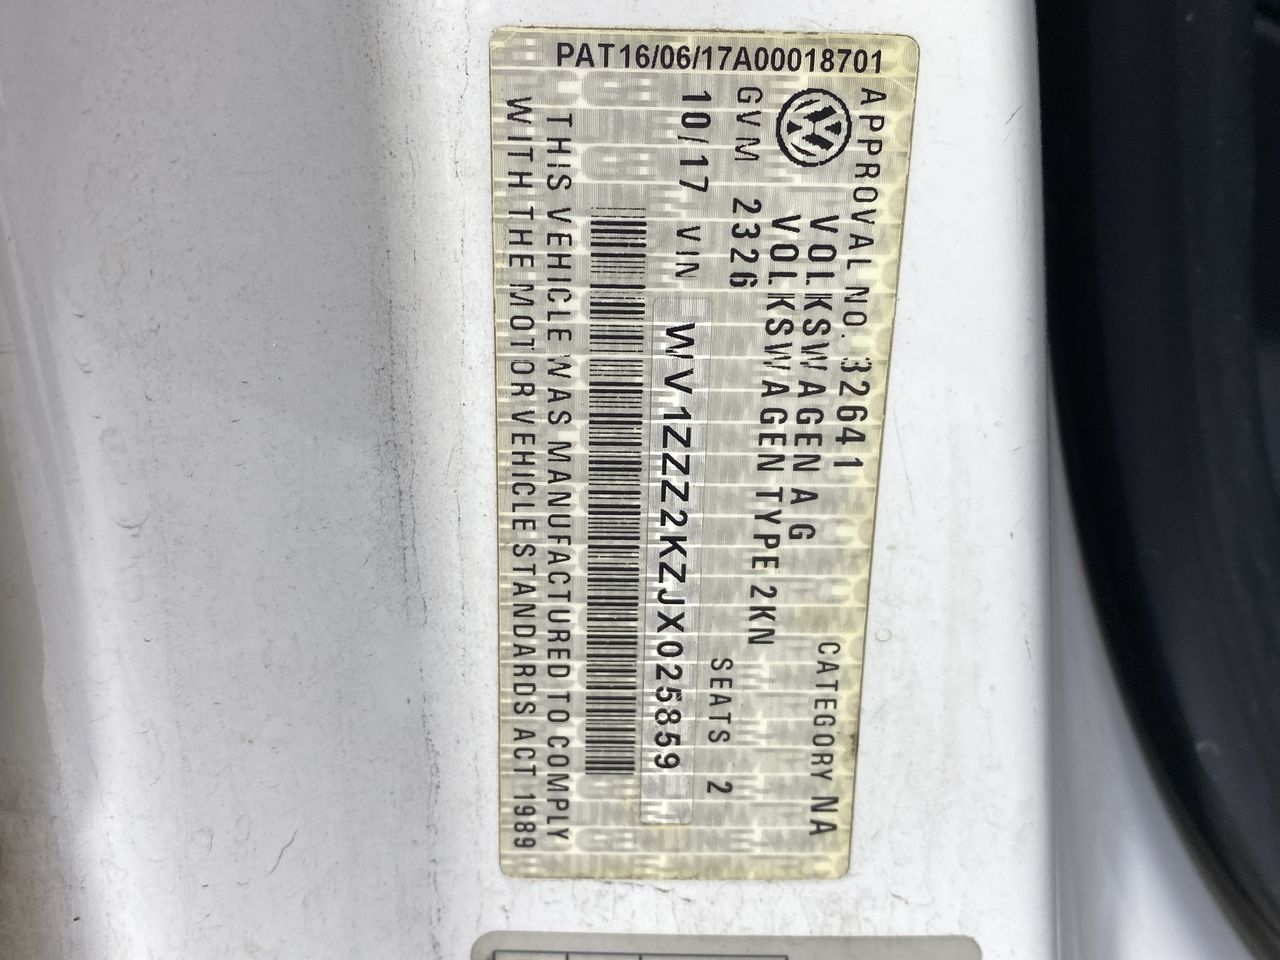 PAT16/06/17A00018701
APPROVAL NO. 32641 CATEGORY NA
VOLKSWAGEN AG
VOLKSWAGEN TYPE 2KN
GVM 2326 SEATS 2
10/17 VIN WV1ZZZ2KZJX025859
THIS VEHICLE WAS MANUFACTURED TO COMPLY
WITH THE MOTOR VEHICLE STANDARDS ACT 1989